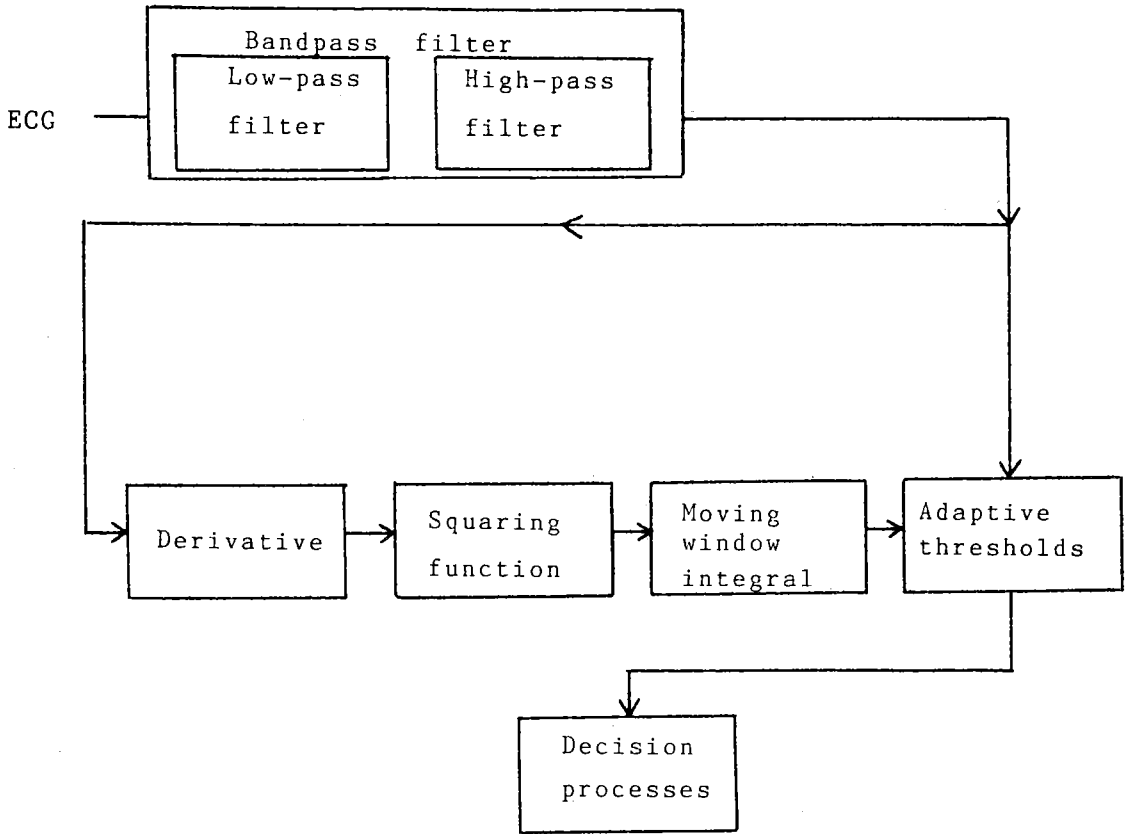 Bandpass filter
Low-pass
filter
High-pass
filter
ECG
Derivative
Squaring
function
Moving
window
integral
Adaptive
thresholds
Decision
processes